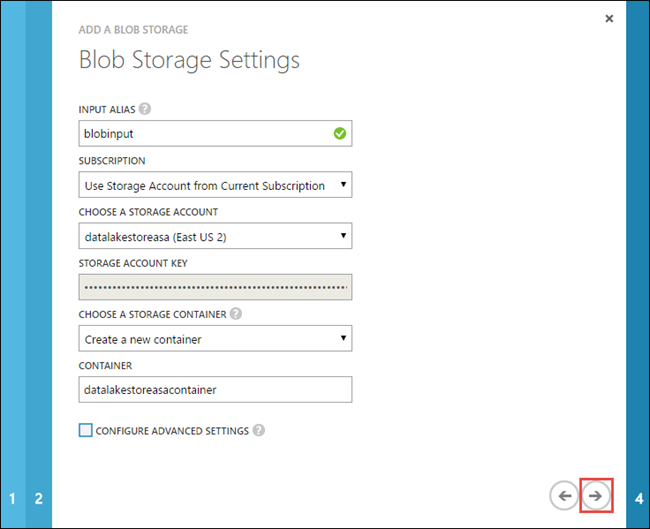 ADD A BLOB STORAGE
Blob Storage Settings
INPUT ALIAS ?
blobinput
SUBSCRIPTION
Use Storage Account from Current Subscription
CHOOSE A STORAGE ACCOUNT
datalakestoreasa (East US 2)
STORAGE ACCOUNT KEY
CHOOSE A STORAGE CONTAINER ?
Create a new container
CONTAINER
datalakestoreasacontainer
CONFIGURE ADVANCED SETTINGS ?
1 2 4